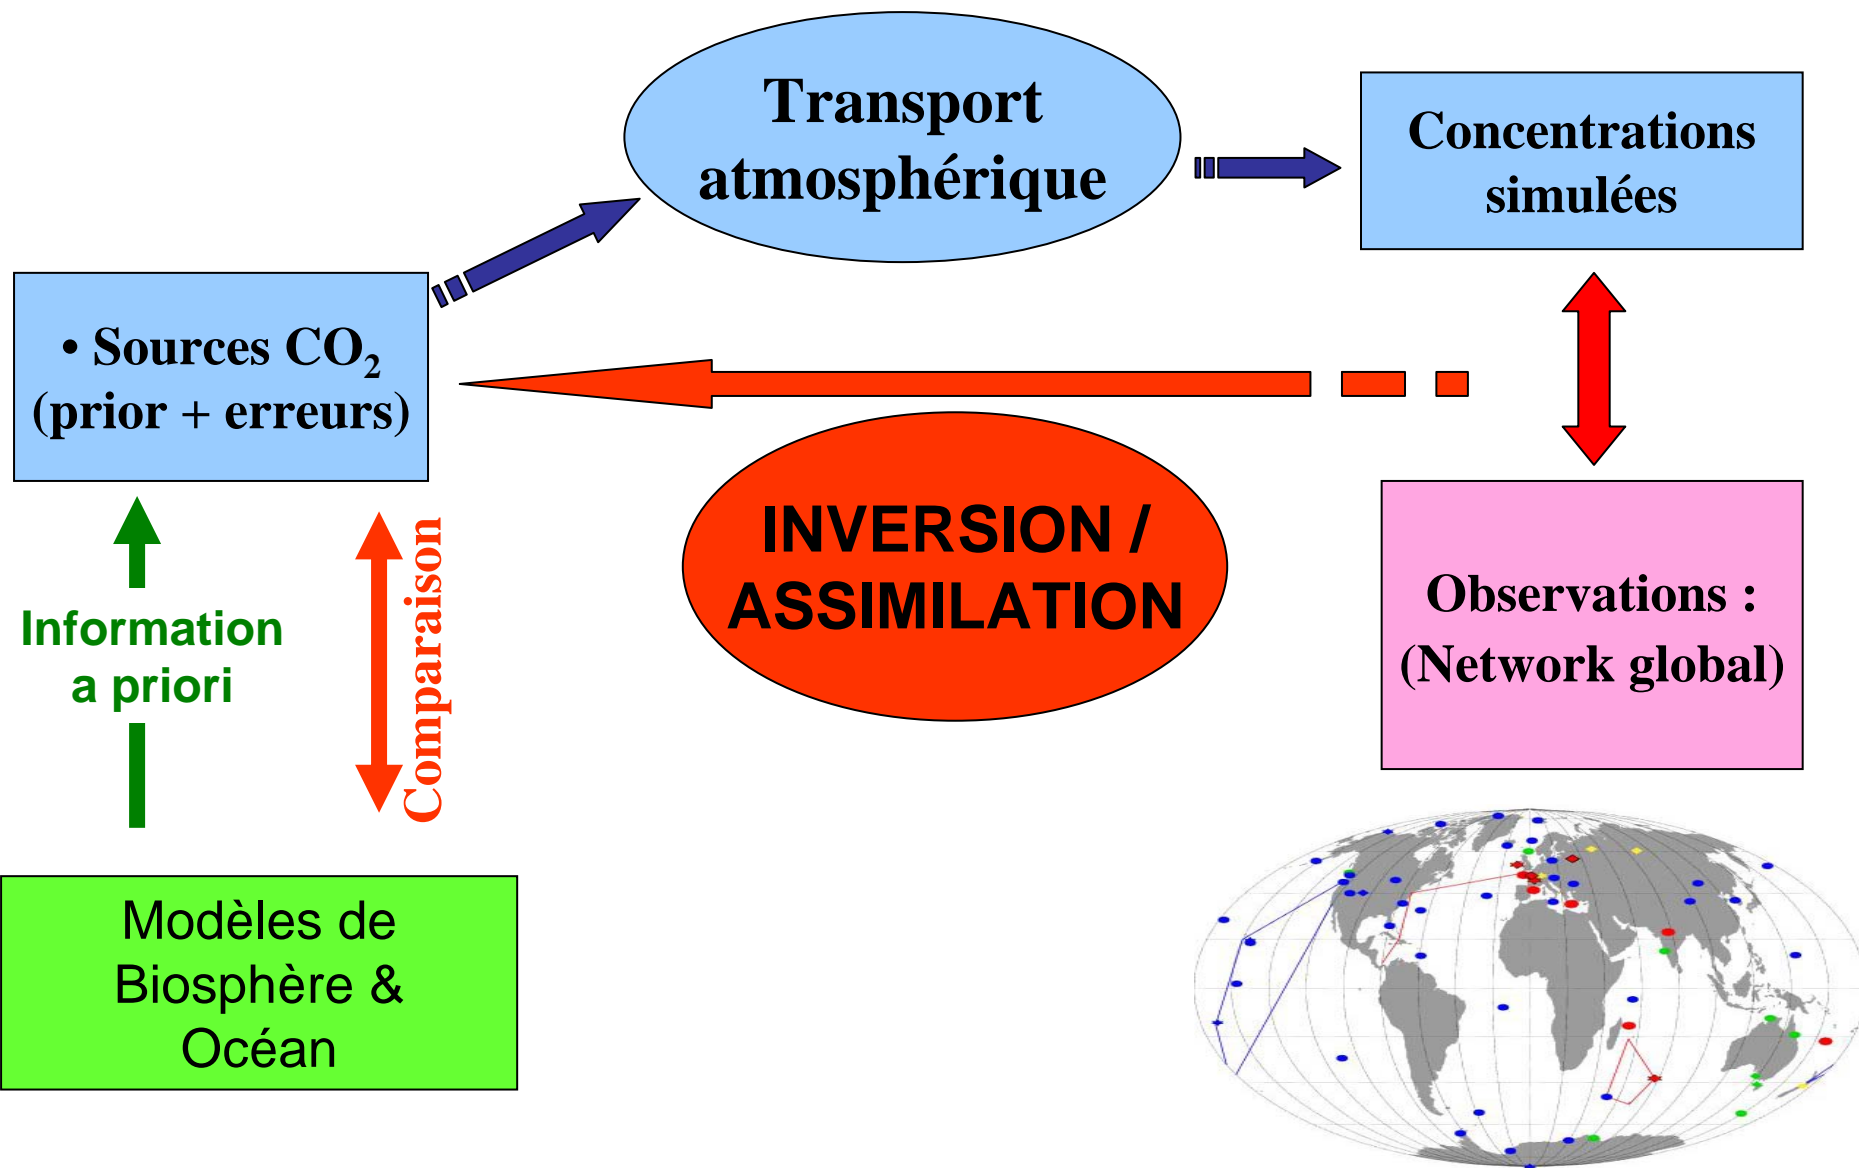 Transport
atmosphérique
Concentrations
simulées
• Sources CO₂
(prior + erreurs)
INVERSION /
ASSIMILATION
Observations :
(Network global)
Information
a priori
Comparaison
Modèles de
Biosphère &
Océan